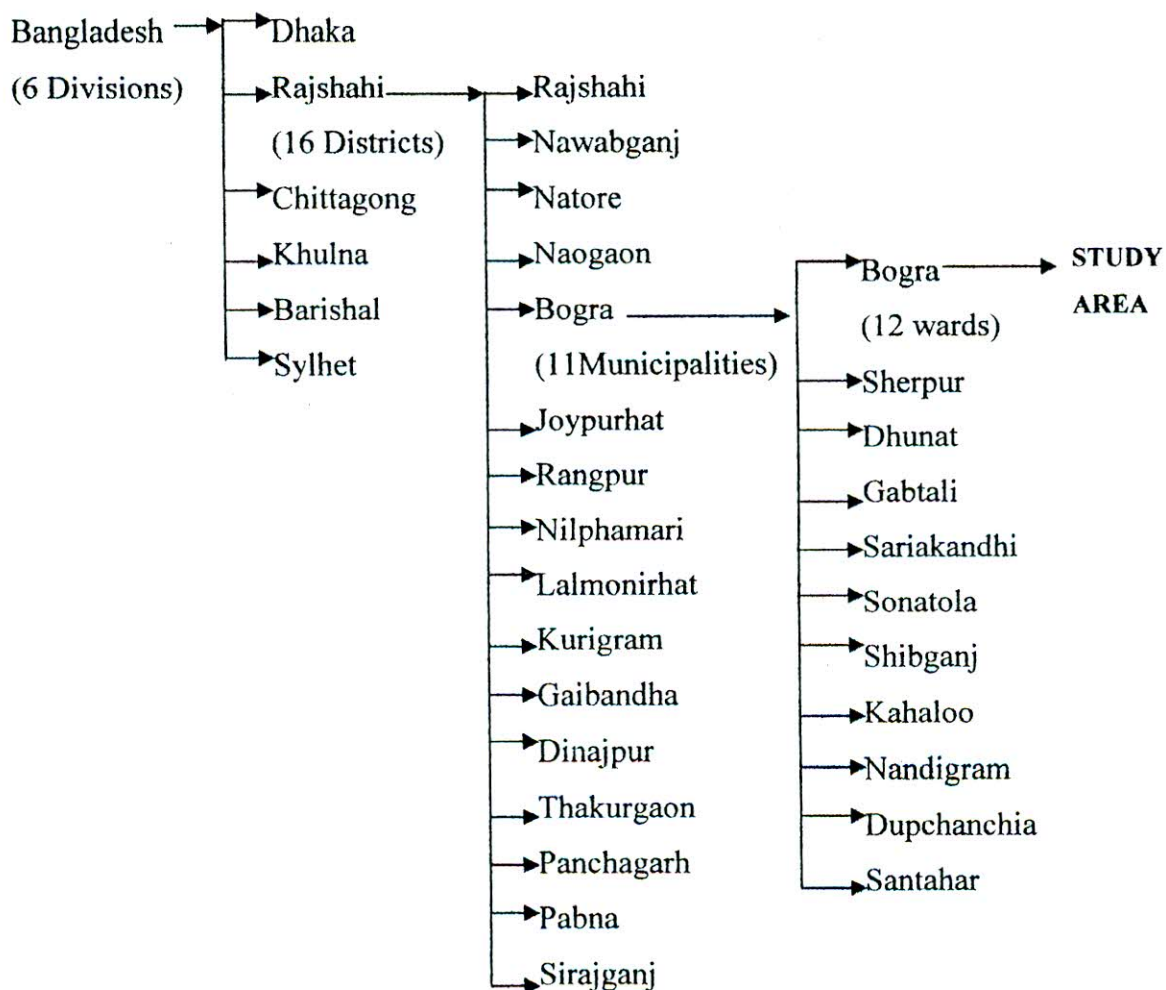 Bangladesh
(6 Divisions)
Dhaka
Rajshahi
(16 Districts)
Chittagong
Khulna
Barishal
Sylhet
Rajshahi
Nawabganj
Natore
Naogaon
Bogra
(11Municipalities)
Joypurhat
Rangpur
Nilphamari
Lalmonirhat
Kurigram
Gaibandha
Dinajpur
Thakurgaon
Panchagarh
Pabna
Sirajganj
Bogra
(12 wards)
Sherpur
Dhunat
Gabtali
Sariakandhi
Sonatola
Shibganj
Kahaloo
Nandigram
Dupchanchia
Santahar
STUDY
AREA